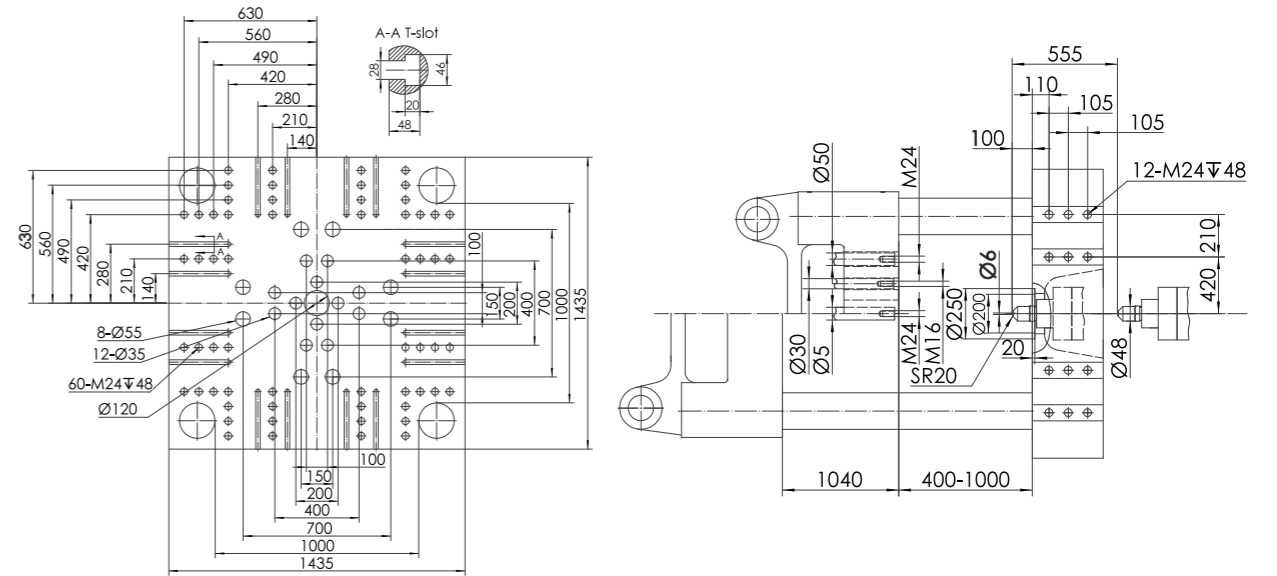 630
560
490
420
280
210
140
A-A T-slot
28
46
20
48
630
560
490
420
280
210
140
A
A
100
150
200
400
700
1000
1435
8-Ø55
12-Ø35
60-M24↧48
Ø120
100
150
200
400
700
1000
1435
555
110
105
105
100
12-M24↧48
Ø50
M24
210
420
Ø6
Ø250
Ø200
Ø30
Ø5
M24
M16
20
SR20
Ø48
1040
400-1000